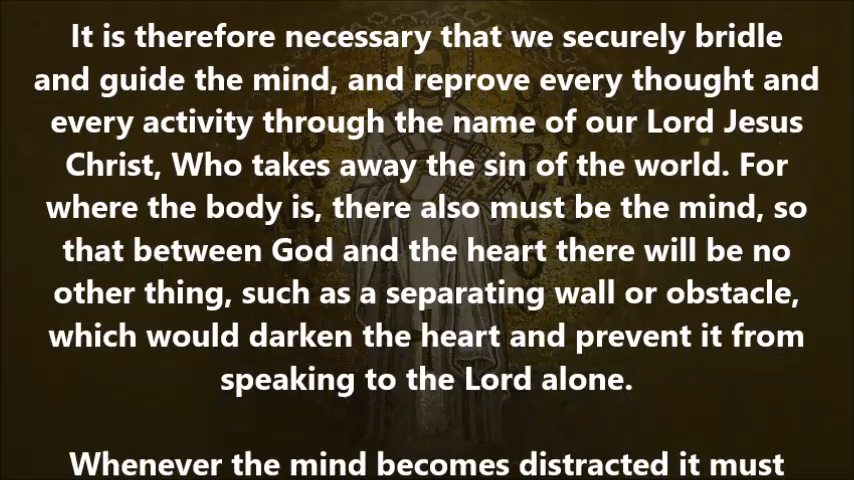 It is therefore necessary that we securely bridle
and guide the mind, and reprove every thought and
every activity through the name of our Lord Jesus
Christ, Who takes away the sin of the world. For
where the body is, there also must be the mind, so
that between God and the heart there will be no
other thing, such as a separating wall or obstacle,
which would darken the heart and prevent it from
speaking to the Lord alone.
Whenever the mind becomes distracted it must